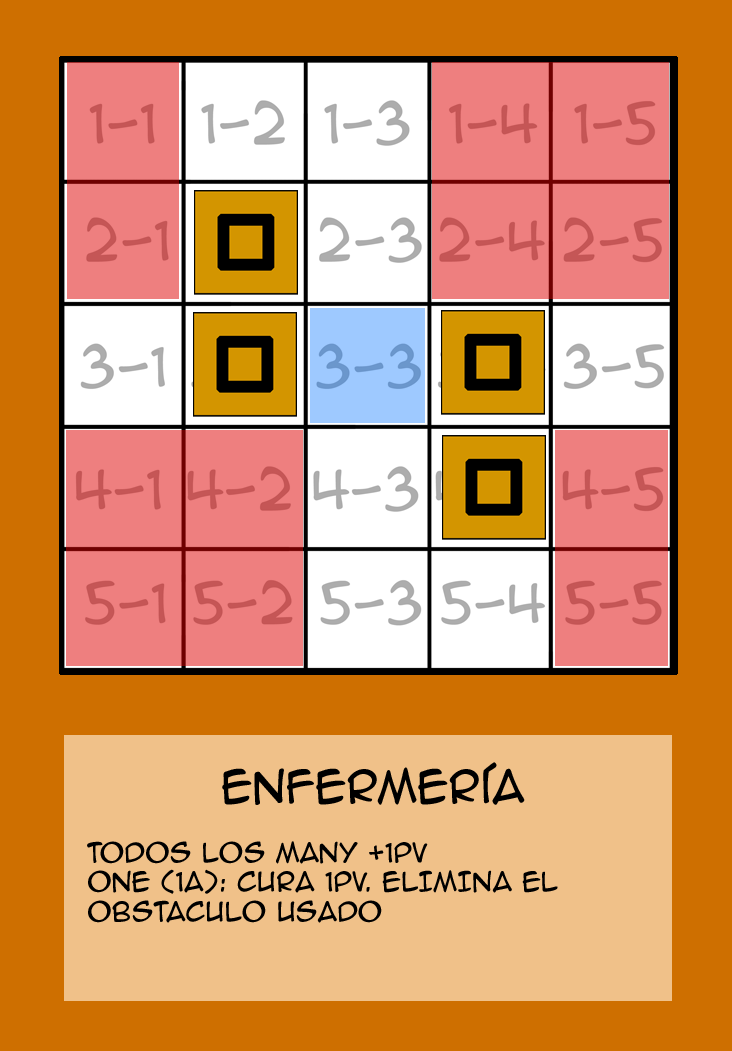 1-1 1-2 1-3 1-4 1-5
2-1 2-3 2-4 2-5
3-1 3-3 3-5
4-1 4-2 4-3 4-5
5-1 5-2 5-3 5-4 5-5
ENFERMERÍA
TODOS LOS MANY +1PV
ONE (1A): CURA 1PV. ELIMINA EL
OBSTACULO USADO